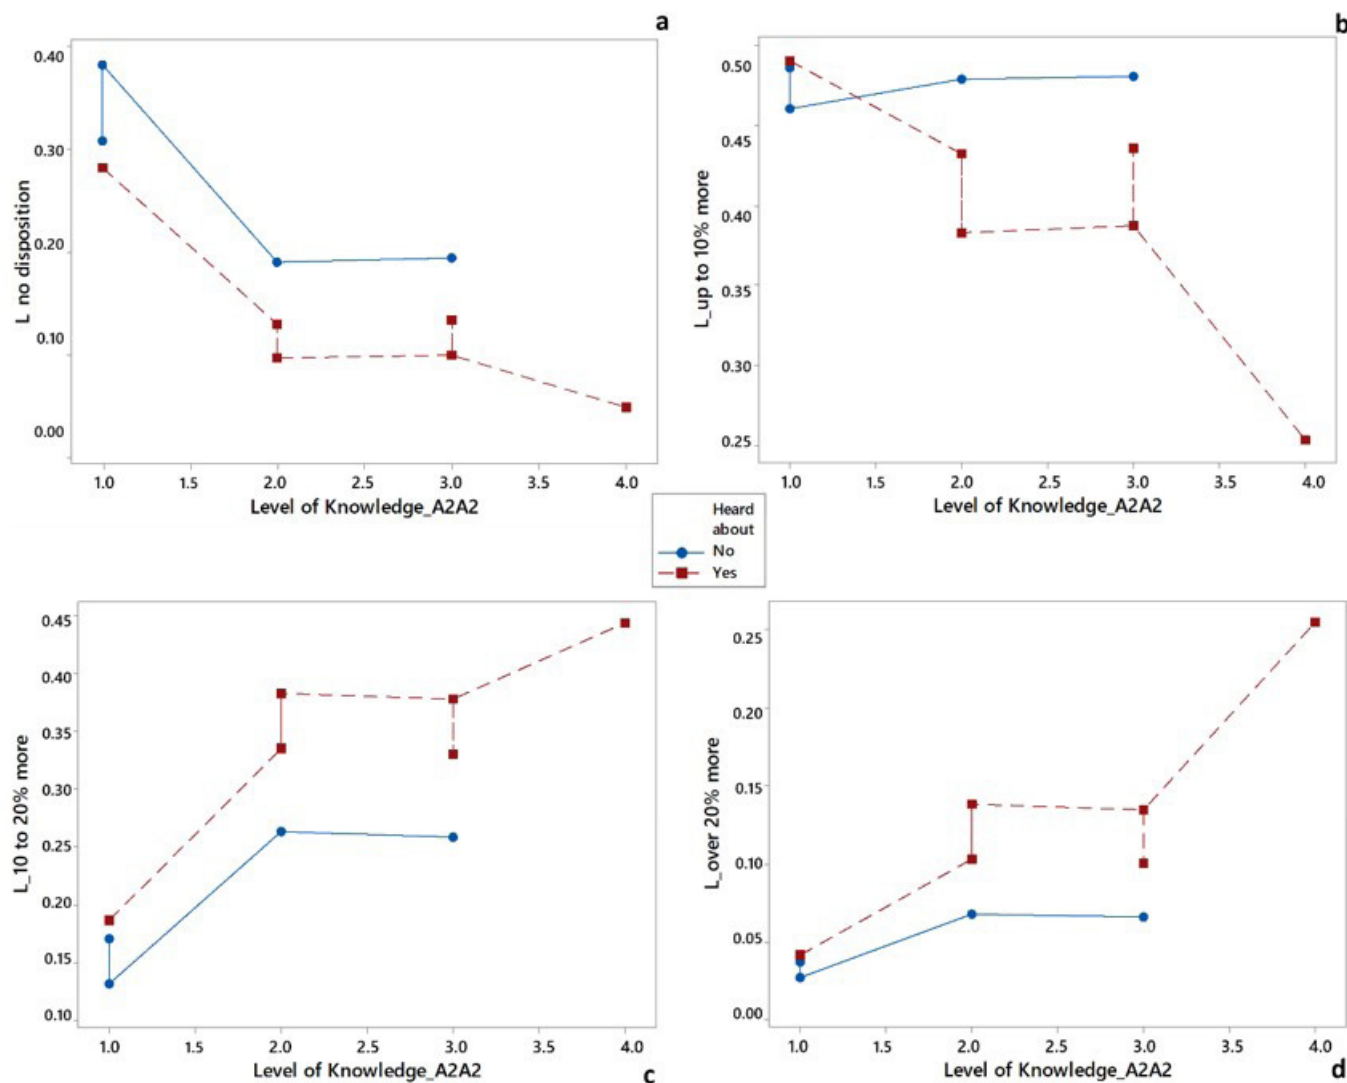 a
0.40
0.30
0.20
0.10
0.00
L no disposition
1.0 1.5 2.0 2.5 3.0 3.5 4.0
Level of Knowledge_A2A2
b
0.50
0.45
0.40
0.35
0.30
0.25
L_up to 10% more
1.0 1.5 2.0 2.5 3.0 3.5 4.0
Level of Knowledge_A2A2
Heard
about
No
Yes
0.45
0.40
0.35
0.30
0.25
0.20
0.15
0.10
L_10 to 20% more
1.0 1.5 2.0 2.5 3.0 3.5 4.0
Level of Knowledge_A2A2
c
0.25
0.20
0.15
0.10
0.05
0.00
L_over 20% more
1.0 1.5 2.0 2.5 3.0 3.5 4.0
Level of Knowledge_A2A2
d